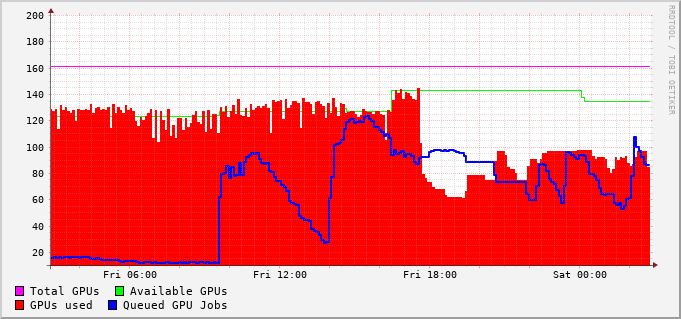 200
180
160
140
120
100
80
60
40
20
Fri 06:00 Fri 12:00 Fri 18:00 Sat 00:00
Total GPUs Available GPUs
GPUs used Queued GPU Jobs
RRDTOOL / TOBI OETIKER